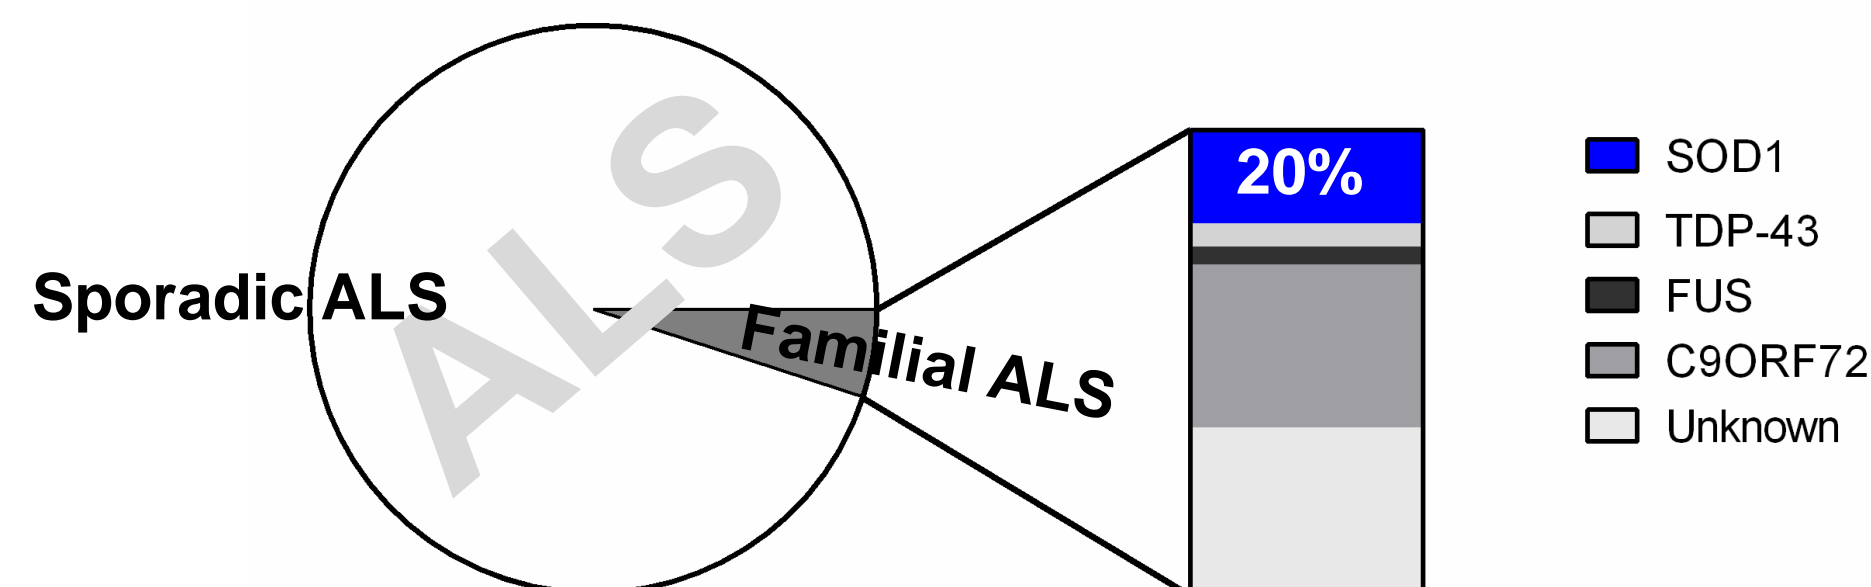 ALS
Sporadic ALS
Familial ALS
20%
SOD1
TDP-43
FUS
C9ORF72
Unknown